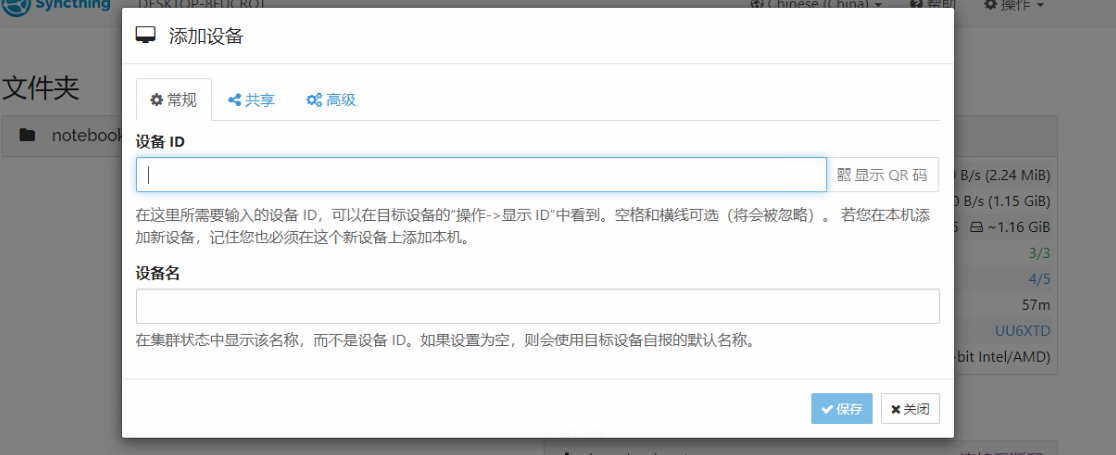 Syncthing
Chinese (China)
帮助
操作
添加设备
文件夹
常规
共享
高级
notebook
设备 ID
显示 QR 码
B/s (2.24 MiB)
在这里所需要输入的设备 ID，可以在目标设备的“操作->显示 ID”中看到。空格和横线可选（将会被忽略）。 若您在本机添
0 B/s (1.15 GiB)
~1.16 GiB
加新设备，记住您也必须在这个新设备上添加本机。
3/3
设备名
4/5
57m
在集群状态中显示该名称，而不是设备 ID。如果设置为空，则会使用目标设备自报的默认名称。
UU6XTD
-bit Intel/AMD)
保存
关闭